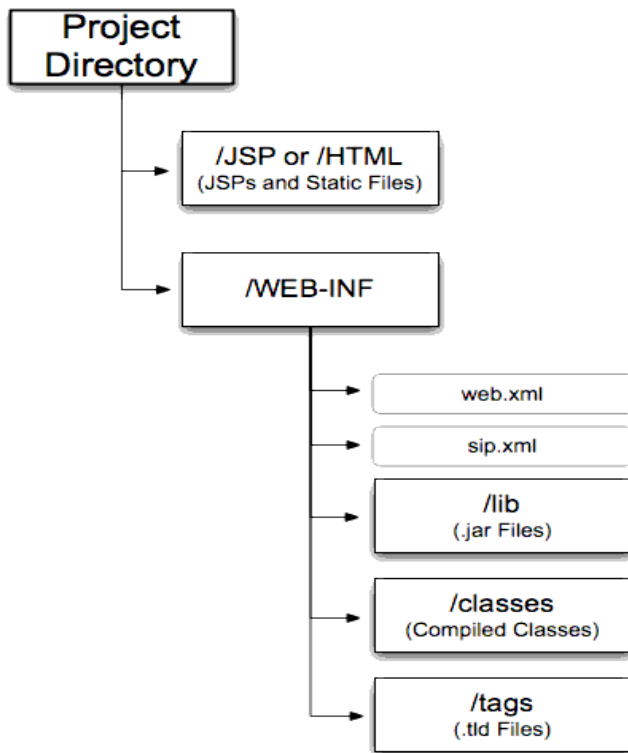 Project
Directory
/JSP or /HTML
(JSPs and Static Files)
/WEB-INF
web.xml
sip.xml
/lib
(.jar Files)
/classes
(Compiled Classes)
/tags
(.tld Files)